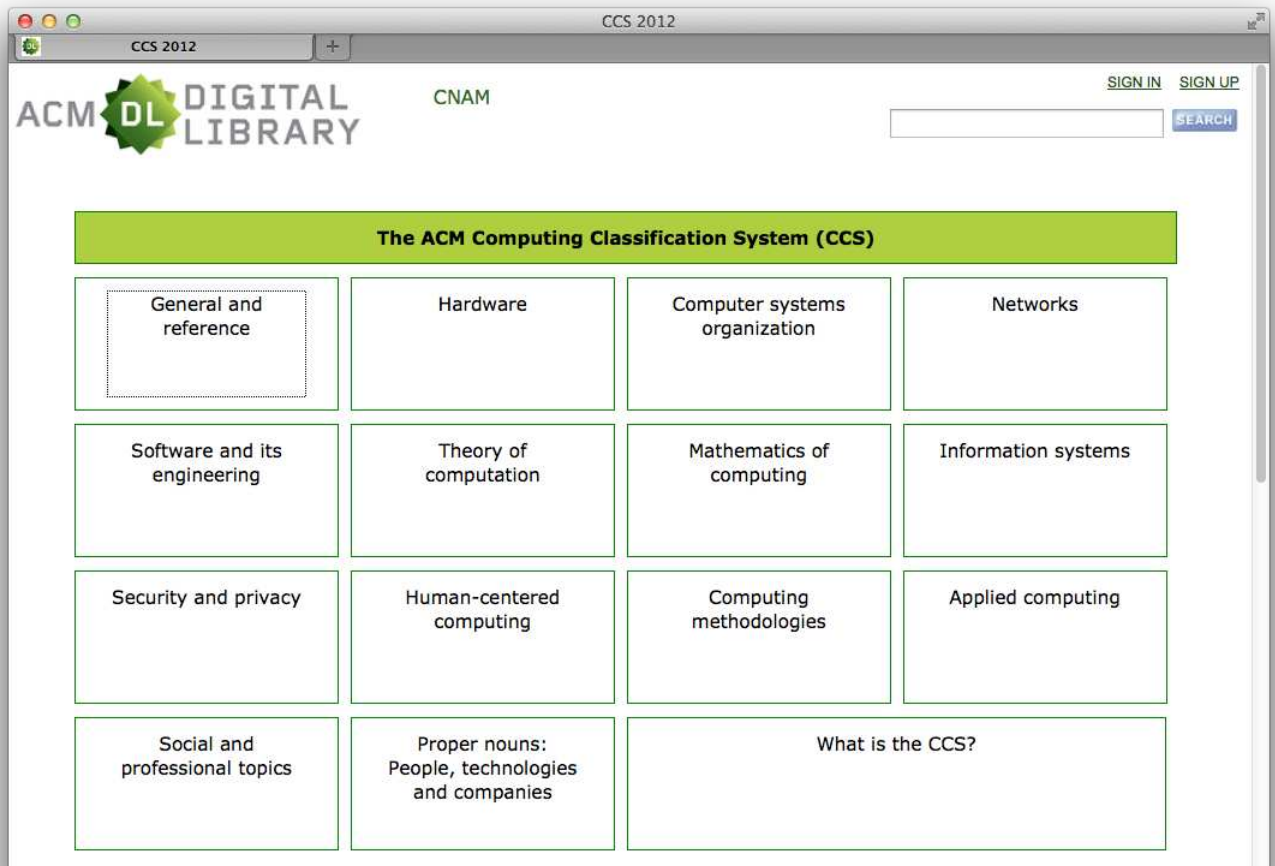 CCS 2012
CCS 2012
ACM DL DIGITAL LIBRARY
CNAM
SIGN IN SIGN UP
SEARCH
The ACM Computing Classification System (CCS)
General and
reference
Hardware
Computer systems
organization
Networks
Software and its
engineering
Theory of
computation
Mathematics of
computing
Information systems
Security and privacy
Human-centered
computing
Computing
methodologies
Applied computing
Social and
professional topics
Proper nouns:
People, technologies
and companies
What is the CCS?